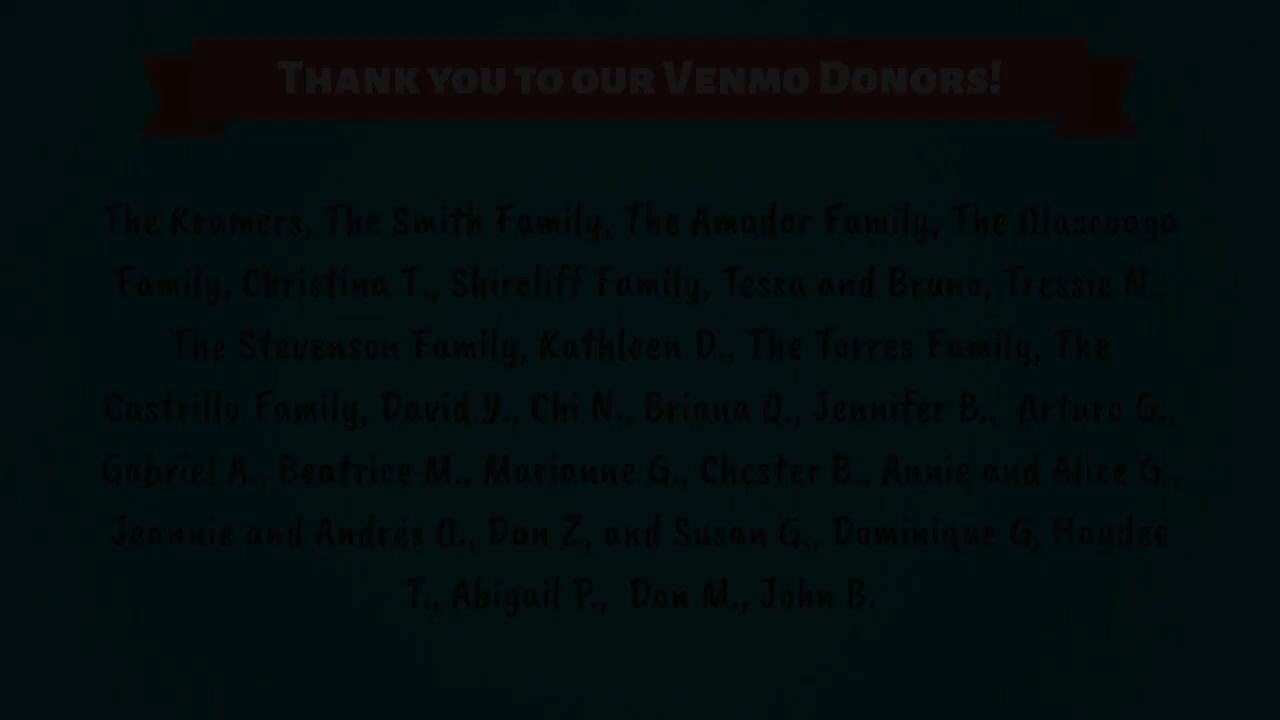 Thank you to our Venmo Donors!
The Kramers, The Smith Family, The Amador Family, The Olascoaga
Family, Christina T., Shircliff Family, Tessa and Bruno, Tressie N.,
The Stevenson Family, Kathleen D., The Torres Family, The
Castrillo Family, David Y., Chi N., Briana Q., Jennifer B., Arturo G.,
Gabriel A., Beatrice M., Marianne G., Chester B., Annie and Alice G.,
Jeannie and Andrés O., Dan Z, and Susan G., Dominique G, Haydee
T., Abigail P., Don M., John B.